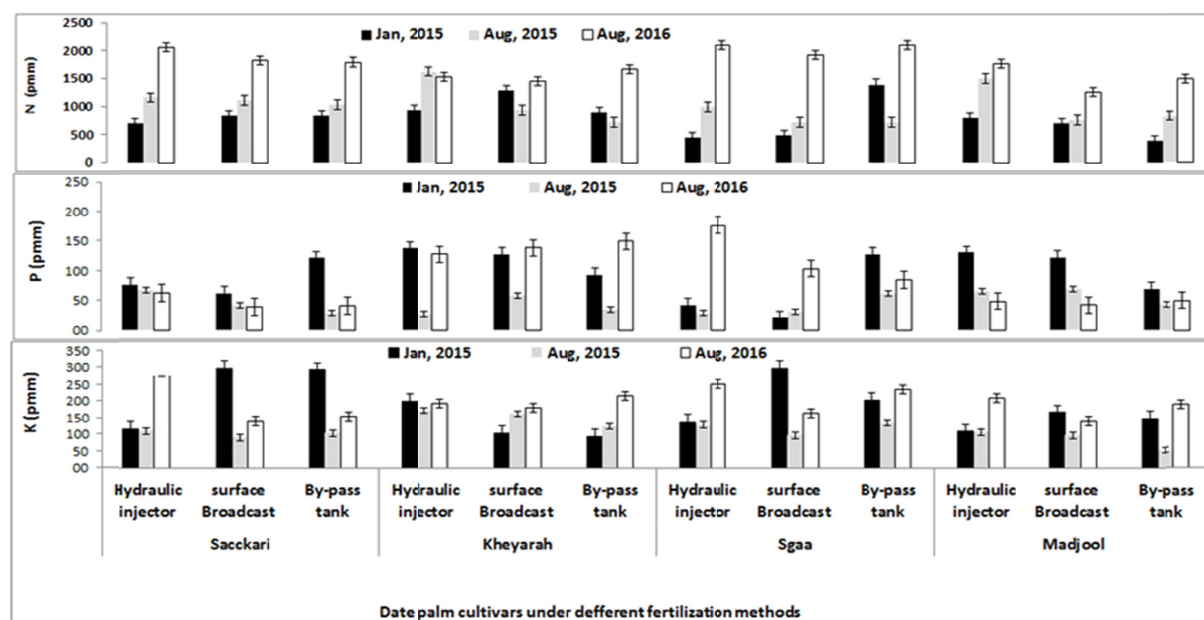 2500
2000
1500
1000
500
0
N (pmm)
Jan, 2015 Aug, 2015 Aug, 2016
250
200
150
100
50
00
P (pmm)
Jan, 2015 Aug, 2015 Aug, 2016
350
300
250
200
150
100
50
00
K (pmm)
Jan, 2015 Aug, 2015 Aug, 2016
Hydraulic injector surface Broadcast By-pass tank Hydraulic injector surface Broadcast By-pass tank Hydraulic injector surface Broadcast By-pass tank Hydraulic injector surface Broadcast By-pass tank
Sacckari Kheyarah Sgaa Madjool
Date palm cultivars under defferent fertilization methods